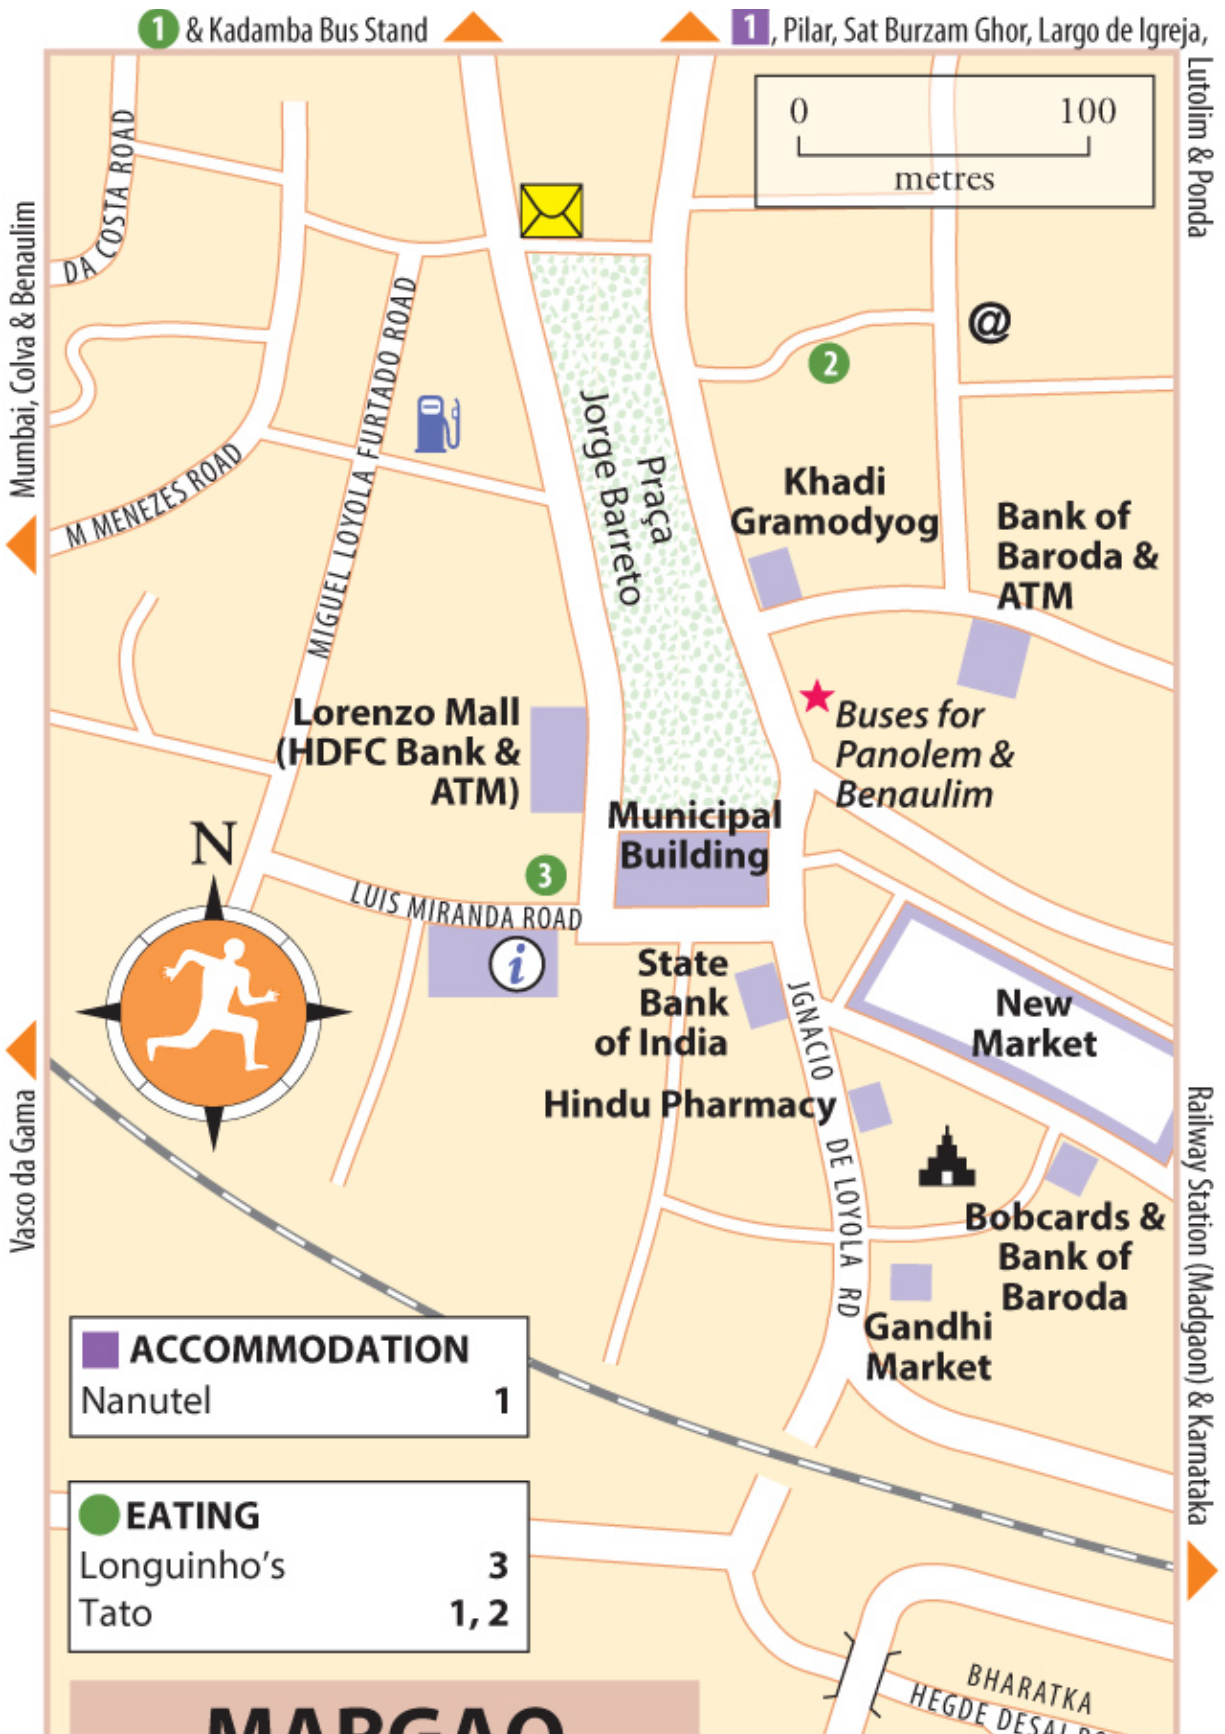 1 & Kadamba Bus Stand
1, Pilar, Sat Burzam Ghor, Largo de Igreja,
Lutolim & Ponda
0 100
metres
DA COSTA ROAD
Mumbai, Colva & Benaulim
@
2
MIGUEL LOYOLA FURTADO ROAD
M MENEZES ROAD
Praça
Jorge Barreto
Khadi
Gramodyog
Bank of
Baroda &
ATM
Lorenzo Mall
(HDFC Bank &
ATM)
Buses for
Panolem &
Benaulim
Municipal
Building
N
3
LUIS MIRANDA ROAD
i
State
Bank
of India
JGNACIO DE LOYOLA RD
New
Market
Hindu Pharmacy
Vasco da Gama
Railway Station (Madgaon) & Karnataka
Bobcards &
Bank of
Baroda
Gandhi
Market
ACCOMMODATION
Nanutel 1
EATING
Longuinho's 3
Tato 1, 2
BHARATKA
HEGDE DESAI
MARGAO